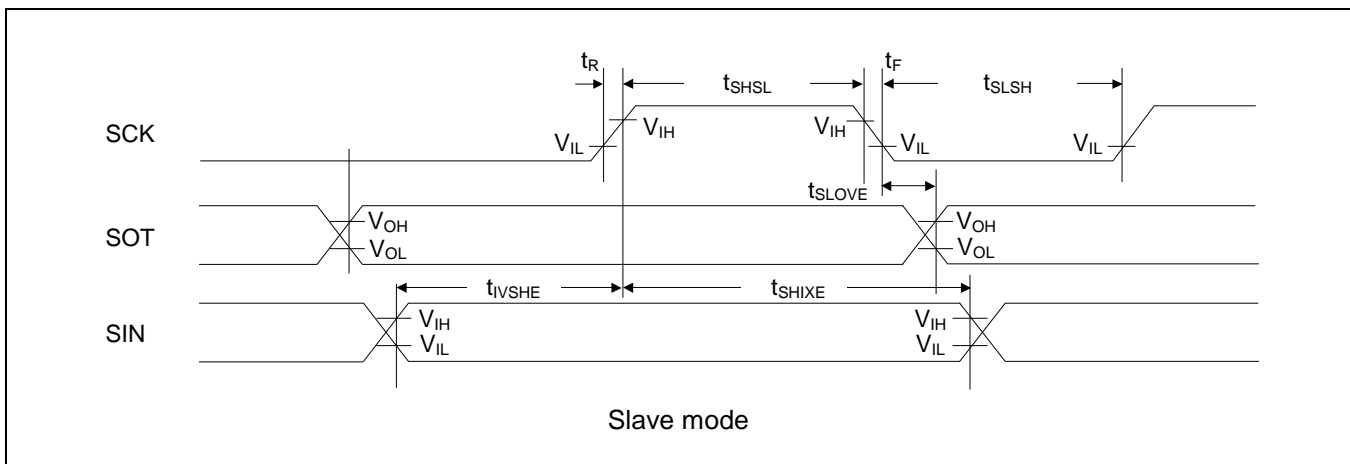 tR tSHSL tF tSLSH
SCK VIL VIH VIH VIL VIL
tSLOVE
SOT VOH VOL VOH VOL
tIVSHE tSHIXE
SIN VIH VIL VIH VIL
Slave mode